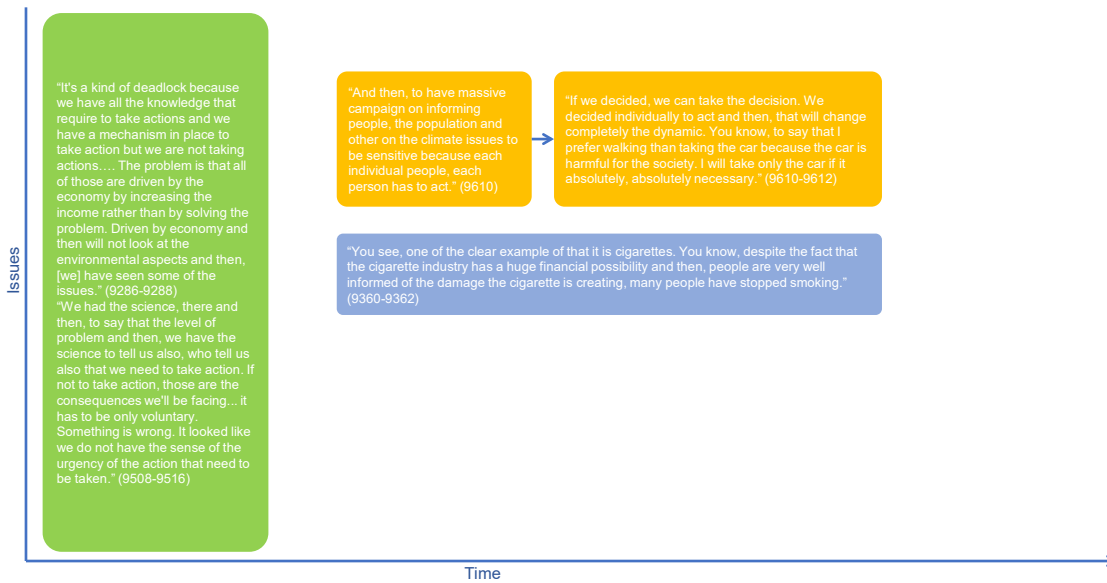 Issues
“It's a kind of deadlock because
we have all the knowledge that
require to take actions and we
have a mechanism in place to
take action but we are not taking
actions…. The problem is that all
of those are driven by the
economy by increasing the
income rather than by solving the
problem. Driven by economy and
then will not look at the
environmental aspects and then,
[we] have seen some of the
issues.” (9286-9288)
“We had the science, there and
then, to say that the level of
problem and then, we have the
science to tell us also, who tell us
also that we need to take action. If
not to take action, those are the
consequences we'll be facing... it
has to be only voluntary.
Something is wrong. It looked like
we do not have the sense of the
urgency of the action that need to
be taken.” (9508-9516)
“And then, to have massive
campaign on informing
people, the population and
other on the climate issues to
be sensitive because each
individual people, each
person has to act.” (9610)
“If we decided, we can take the decision. We
decided individually to act and then, that will change
completely the dynamic. You know, to say that I
prefer walking than taking the car because the car is
harmful for the society. I will take only the car if it
absolutely, absolutely necessary.” (9610-9612)
“You see, one of the clear example of that it is cigarettes. You know, despite the fact that
the cigarette industry has a huge financial possibility and then, people are very well
informed of the damage the cigarette is creating, many people have stopped smoking.”
(9360-9362)
Time